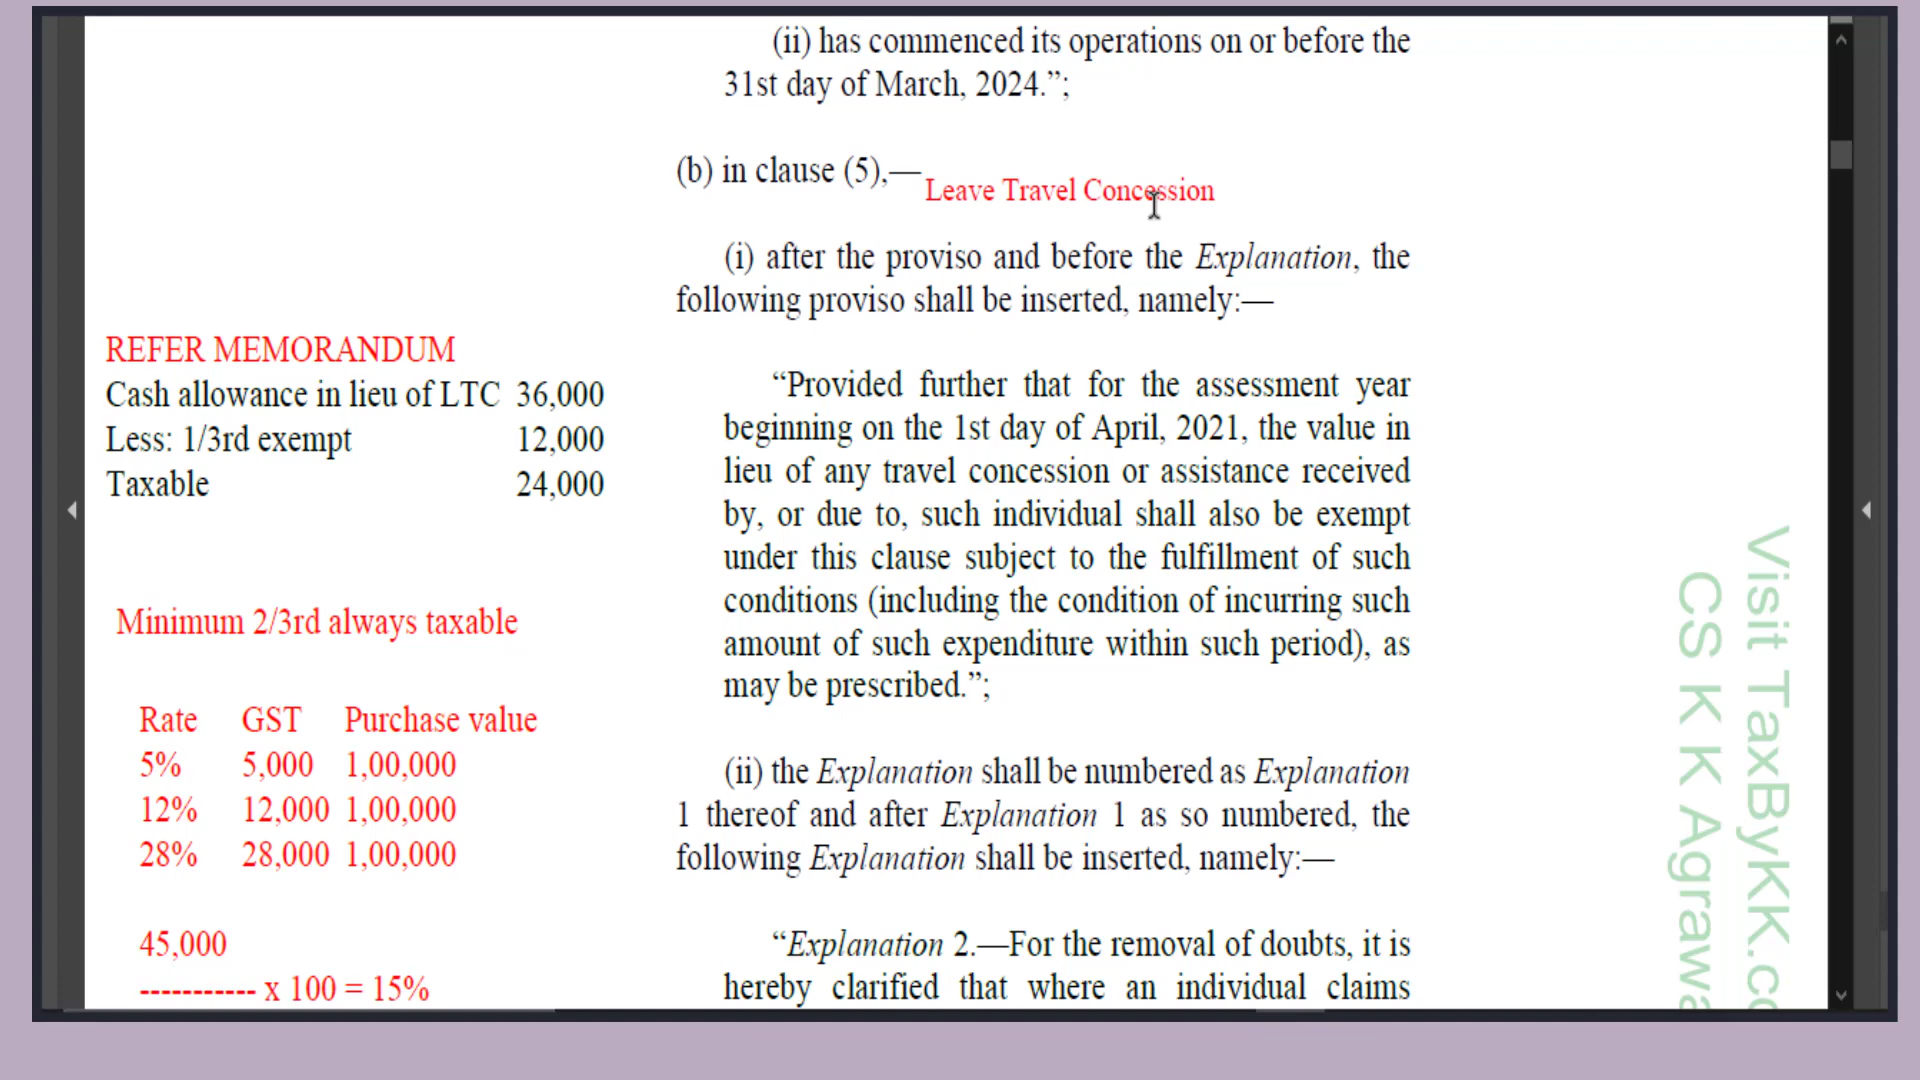 (ii) has commenced its operations on or before the
31st day of March, 2024.”;
(b) in clause (5),—
Leave Travel Concession
(i) after the proviso and before the Explanation, the
following proviso shall be inserted, namely:—
“Provided further that for the assessment year
beginning on the 1st day of April, 2021, the value in
lieu of any travel concession or assistance received
by, or due to, such individual shall also be exempt
under this clause subject to the fulfillment of such
conditions (including the condition of incurring such
amount of such expenditure within such period), as
may be prescribed.”;
(ii) the Explanation shall be numbered as Explanation
1 thereof and after Explanation 1 as so numbered, the
following Explanation shall be inserted, namely:—
“Explanation 2.—For the removal of doubts, it is
hereby clarified that where an individual claims
REFER MEMORANDUM
Cash allowance in lieu of LTC 36,000
Less: 1/3rd exempt 12,000
Taxable 24,000
Minimum 2/3rd always taxable
Rate GST Purchase value
5% 5,000 1,00,000
12% 12,000 1,00,000
28% 28,000 1,00,000
45,000
----------- x 100 = 15%
Visit TaxByKK.co
CS K K Agrawa